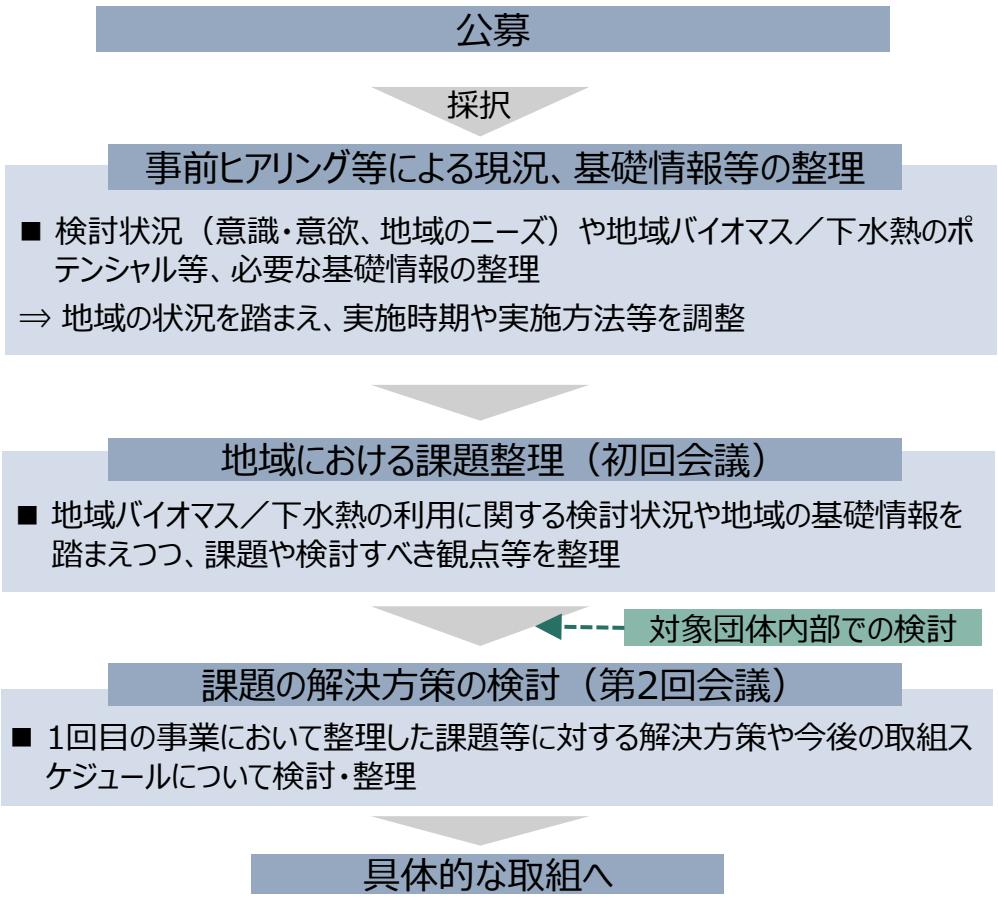 公募
採択
事前ヒアリング等による現況、基礎情報等の整理
■ 検討状況（意識・意欲、地域のニーズ）や地域バイオマス／下水熱のポ
テンシャル等、必要な基礎情報の整理
⇒ 地域の状況を踏まえ、実施時期や実施方法等を調整
地域における課題整理（初回会議）
■ 地域バイオマス／下水熱の利用に関する検討状況や地域の基礎情報を
踏まえつつ、課題や検討すべき観点等を整理
対象団体内部での検討
課題の解決方策の検討（第2回会議）
■ 1回目の事業において整理した課題等に対する解決方策や今後の取組ス
ケジュールについて検討・整理
具体的な取組へ